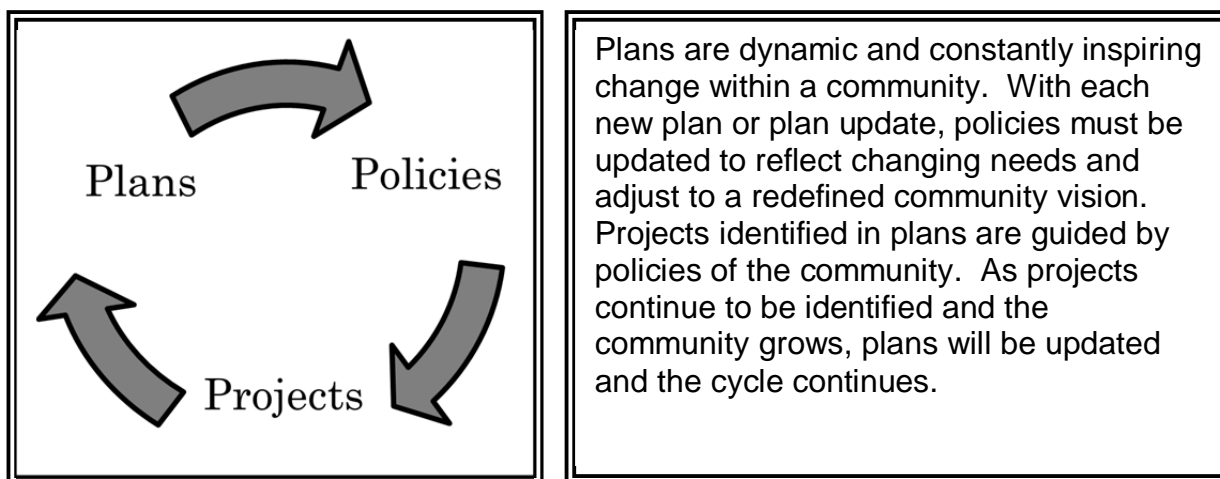 Plans
Policies
Projects
Plans are dynamic and constantly inspiring
change within a community.  With each
new plan or plan update, policies must be
updated to reflect changing needs and
adjust to a redefined community vision.
Projects identified in plans are guided by
policies of the community.  As projects
continue to be identified and the
community grows, plans will be updated
and the cycle continues.